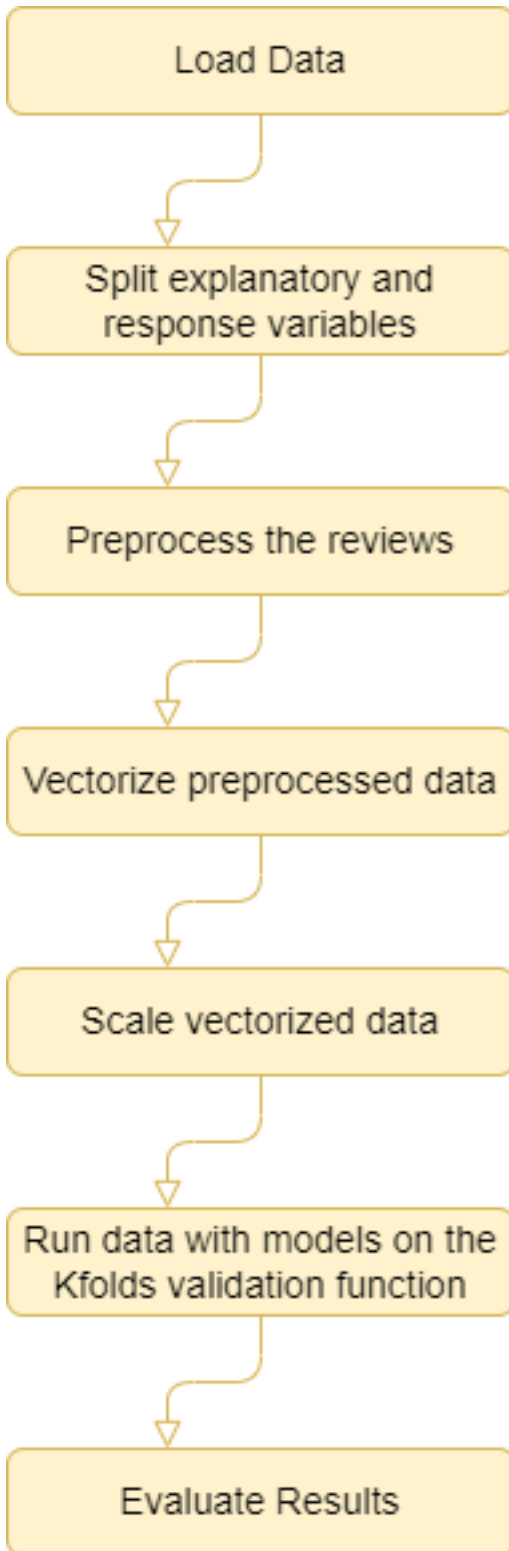 Load Data
Split explanatory and
response variables
Preprocess the reviews
Vectorize preprocessed data
Scale vectorized data
Run data with models on the
Kfolds validation function
Evaluate Results